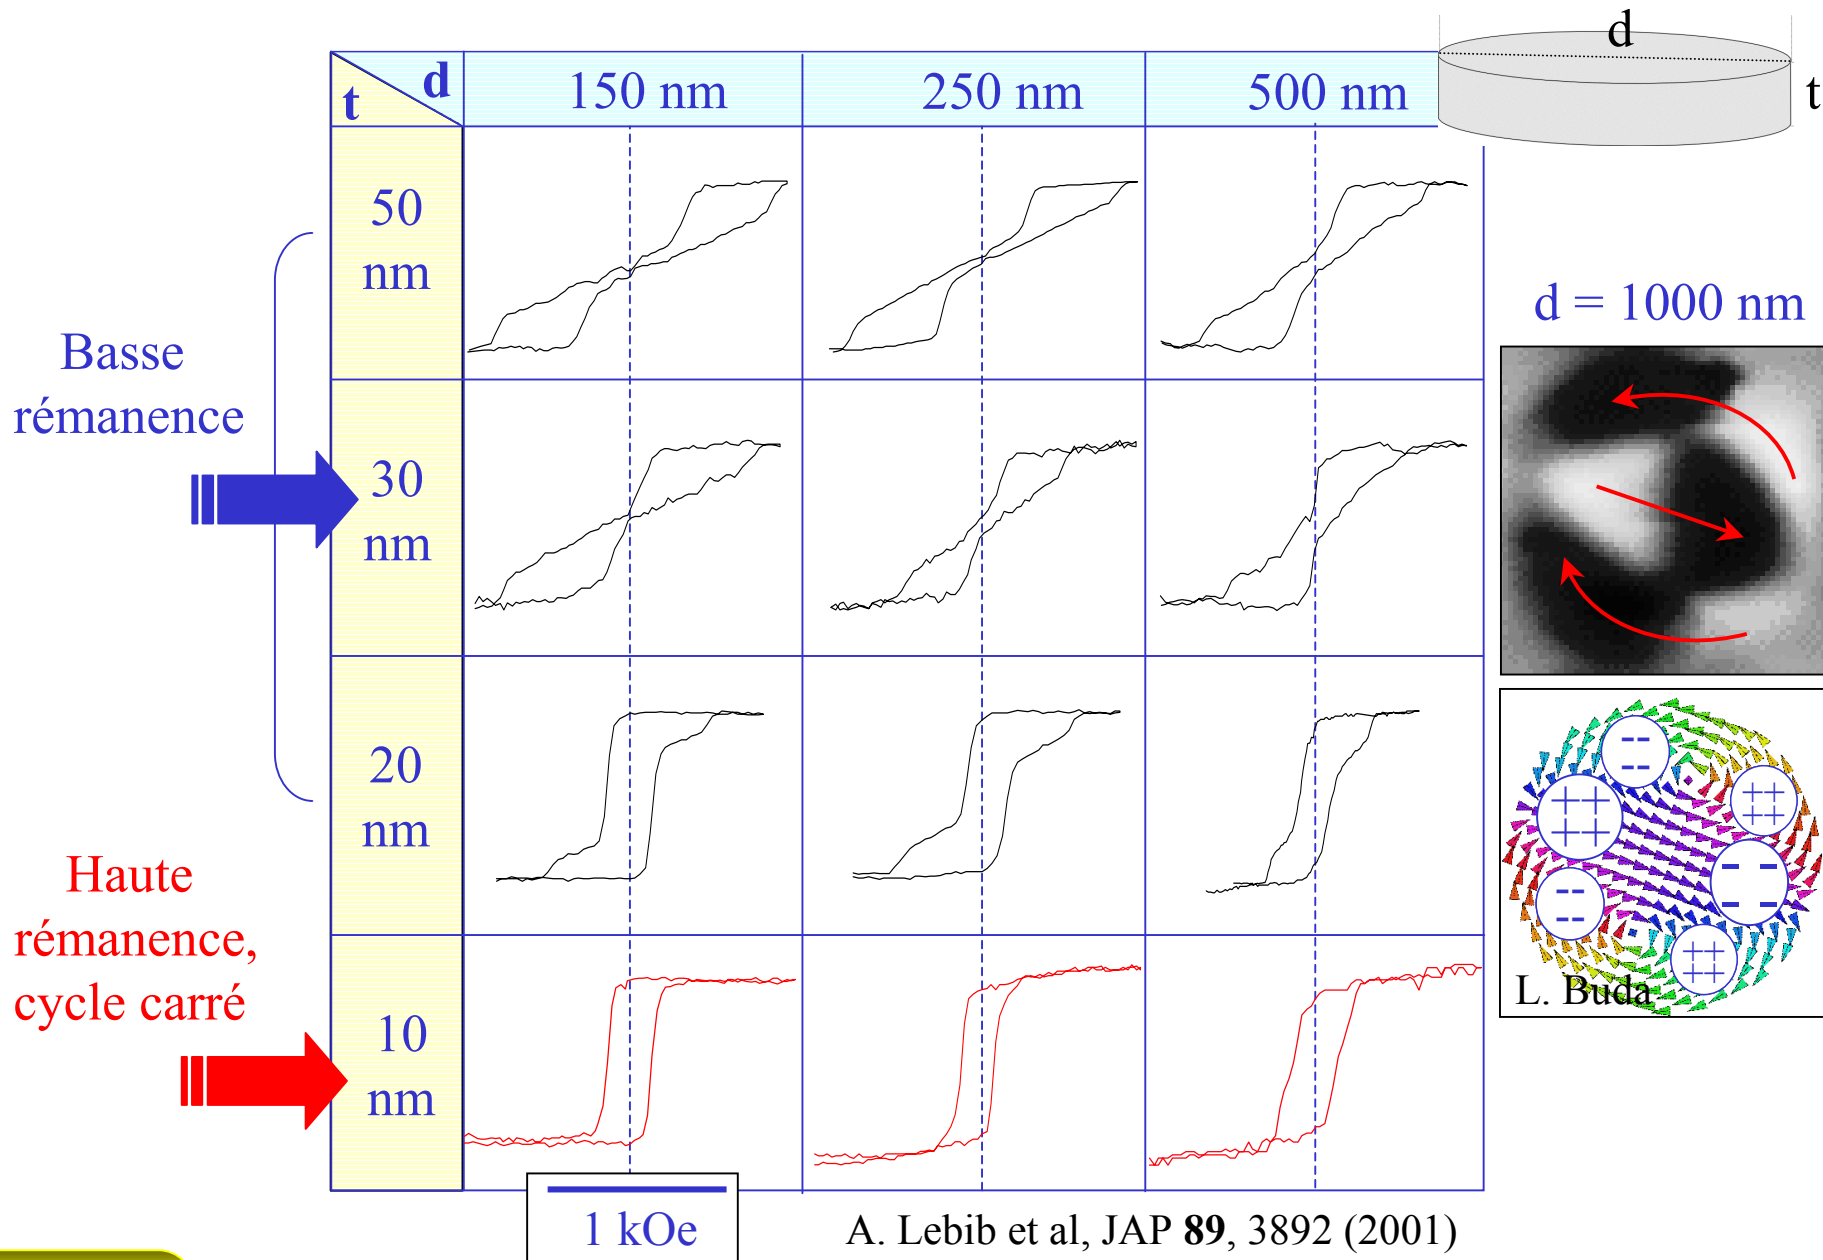 d
t
t d 150 nm 250 nm 500 nm
50
nm
30
nm
20
nm
10
nm
Basse
rémanence
Haute
rémanence,
cycle carré
d = 1000 nm
-- ++ ++
-- --
++ --
L. Buda
1 kOe
A. Lebib et al, JAP 89, 3892 (2001)